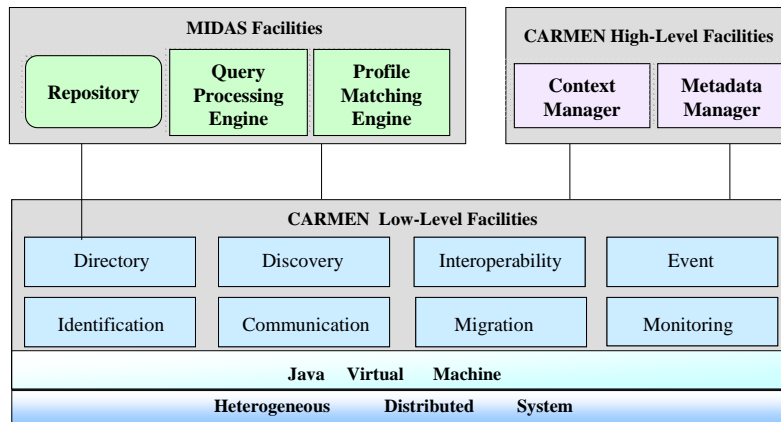 MIDAS Facilities
Repository
Query
Processing
Engine
Profile
Matching
Engine
CARMEN High-Level Facilities
Context
Manager
Metadata
Manager
CARMEN Low-Level Facilities
Directory
Discovery
Interoperability
Event
Identification
Communication
Migration
Monitoring
Java Virtual Machine
Heterogeneous Distributed System